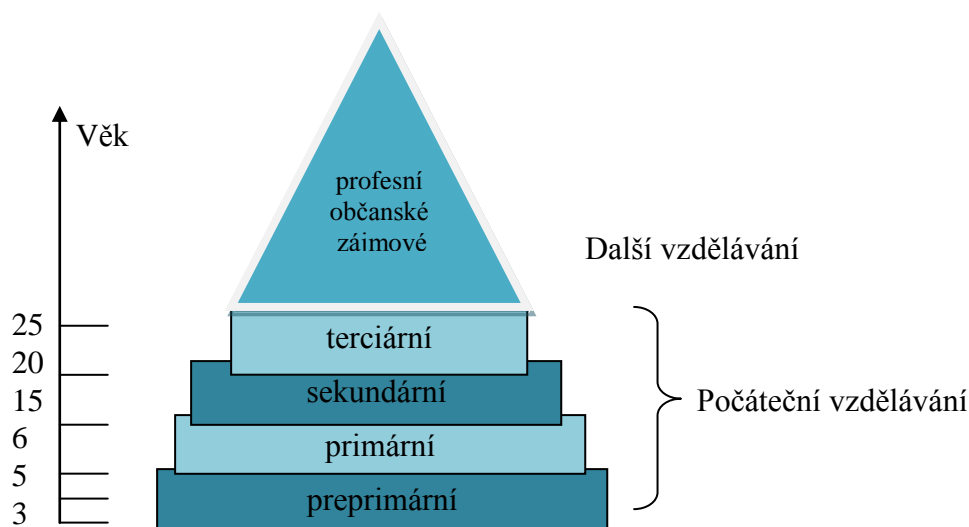 Věk
profesní
občanské
záimové
Další vzdělávání
25
terciární
20
sekundární
15
Počáteční vzdělávání
6
primární
5
preprimární
3